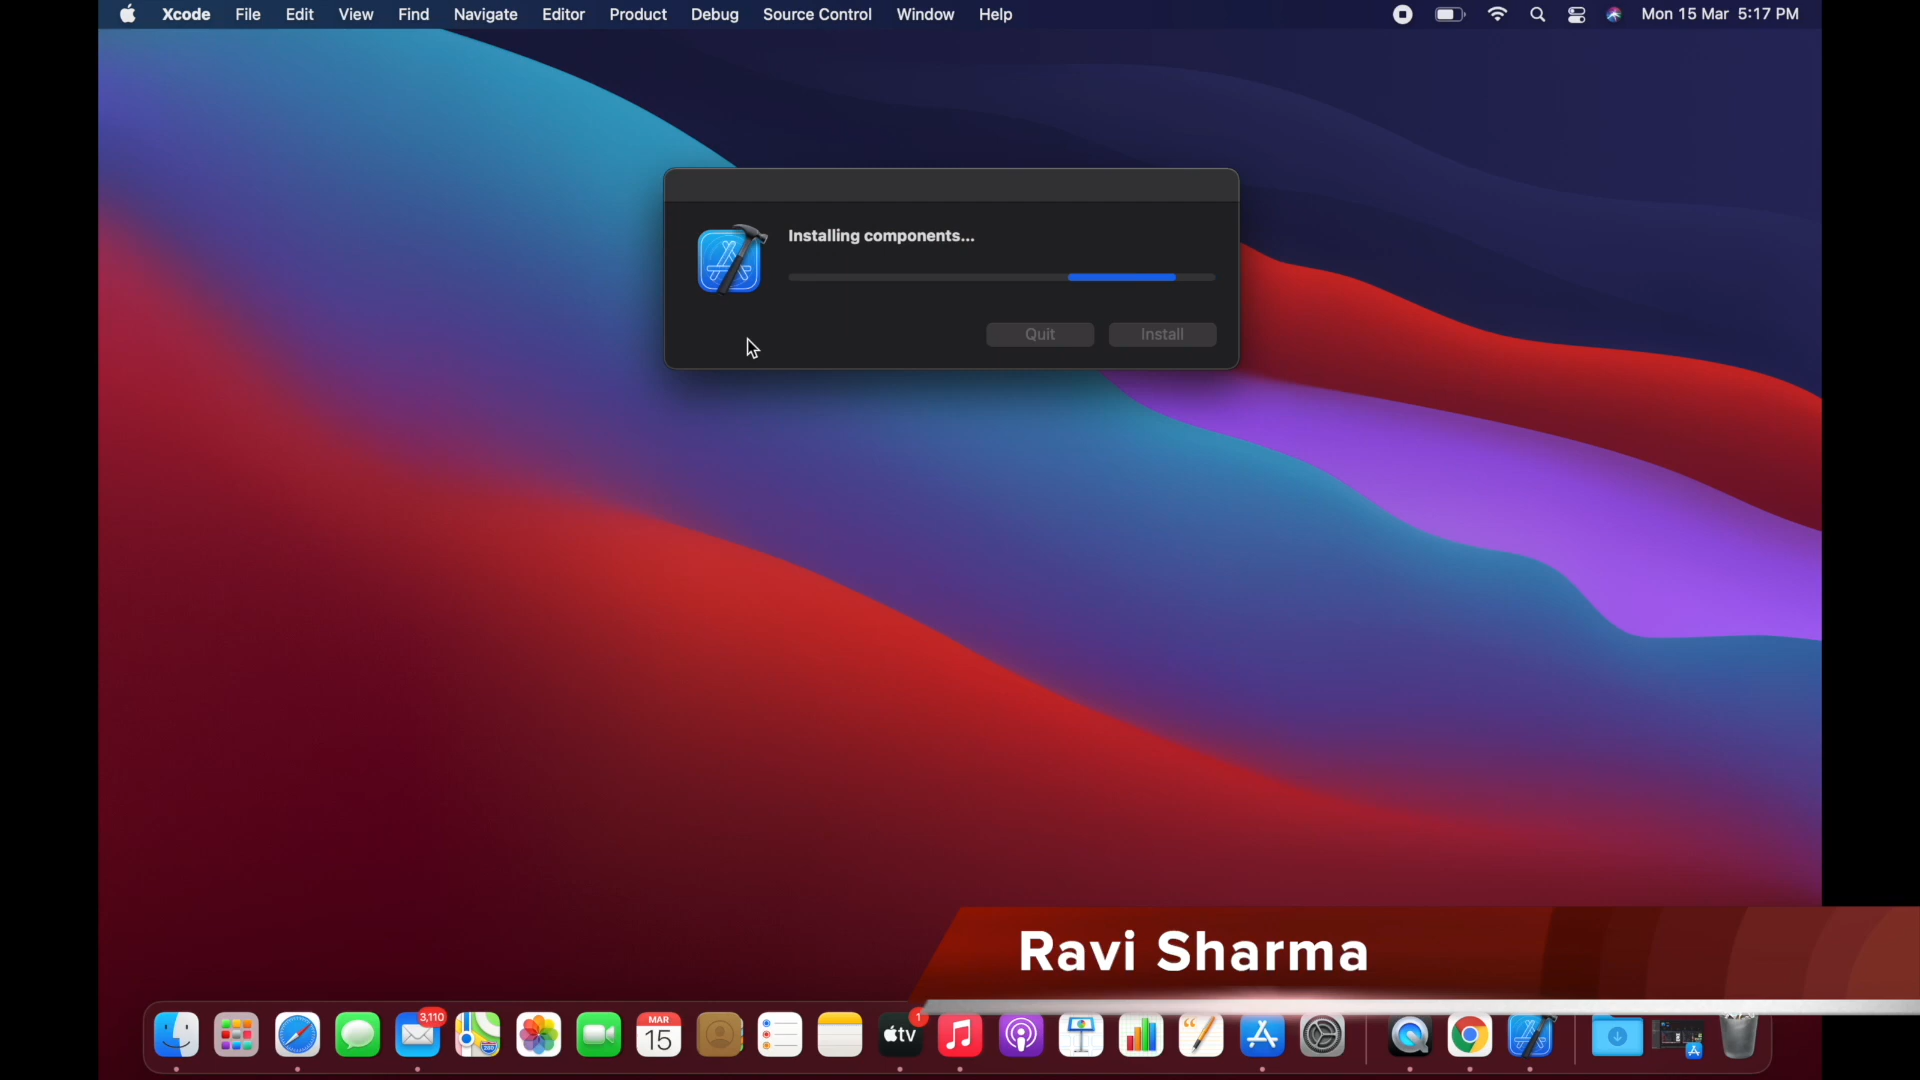 Xcode File Edit View Find Navigate Editor Product Debug Source Control Window Help Mon 15 Mar 5:17 PM
Installing components...
Quit Install
Ravi Sharma
3,110
MAR
15
tv
1